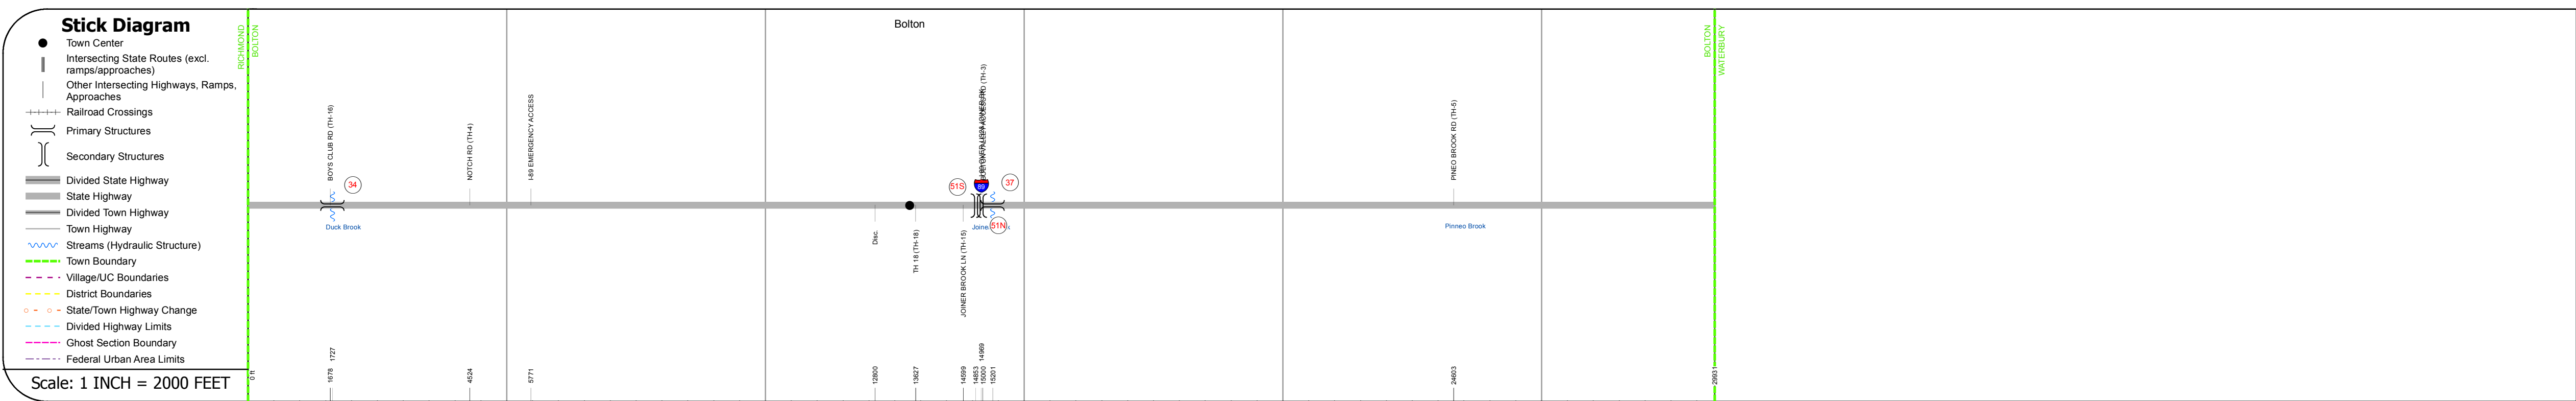 Stick Diagram
Town Center
Intersecting State Routes (excl.
ramps/approaches)
Other Intersecting Highways, Ramps,
Approaches
Railroad Crossings
Primary Structures
Secondary Structures
Divided State Highway
State Highway
Divided Town Highway
Town Highway
Streams (Hydraulic Structure)
Town Boundary
Village/UC Boundaries
District Boundaries
State/Town Highway Change
Divided Highway Limits
Ghost Section Boundary
Federal Urban Area Limits
Scale: 1 INCH = 2000 FEET
RICHMOND
BOLTON
Bolton
BOLTON
WATERBURY
BOYS CLUB RD (TH-16)
34
Duck Brook
NOTCH RD (TH-4)
I-89 EMERGENCY ACCESS
Disc.
TH 18 (TH-18)
JOINER BROOK LN (TH-15)
51S
89
(TH-3)
37
51N
PINEO BROOK RD (TH-5)
Pinneo Brook
0 ft
1678
1727
4524
5771
12800
13627
14599
14853
14969
15000
15201
24603
29931